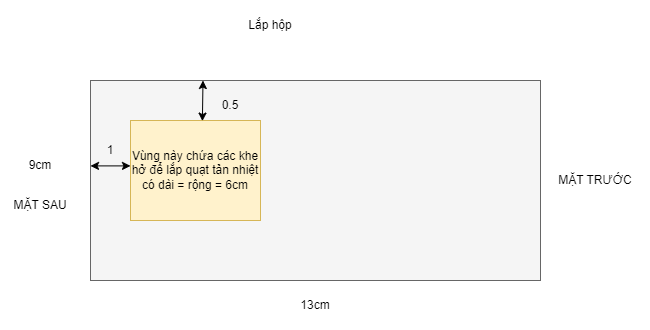 Lắp hộp
0.5
1
Vùng này chứa các khe
hở để lắp quạt tản nhiệt
có dài = rộng = 6cm
9cm
MẶT SAU
MẶT TRƯỚC
13cm